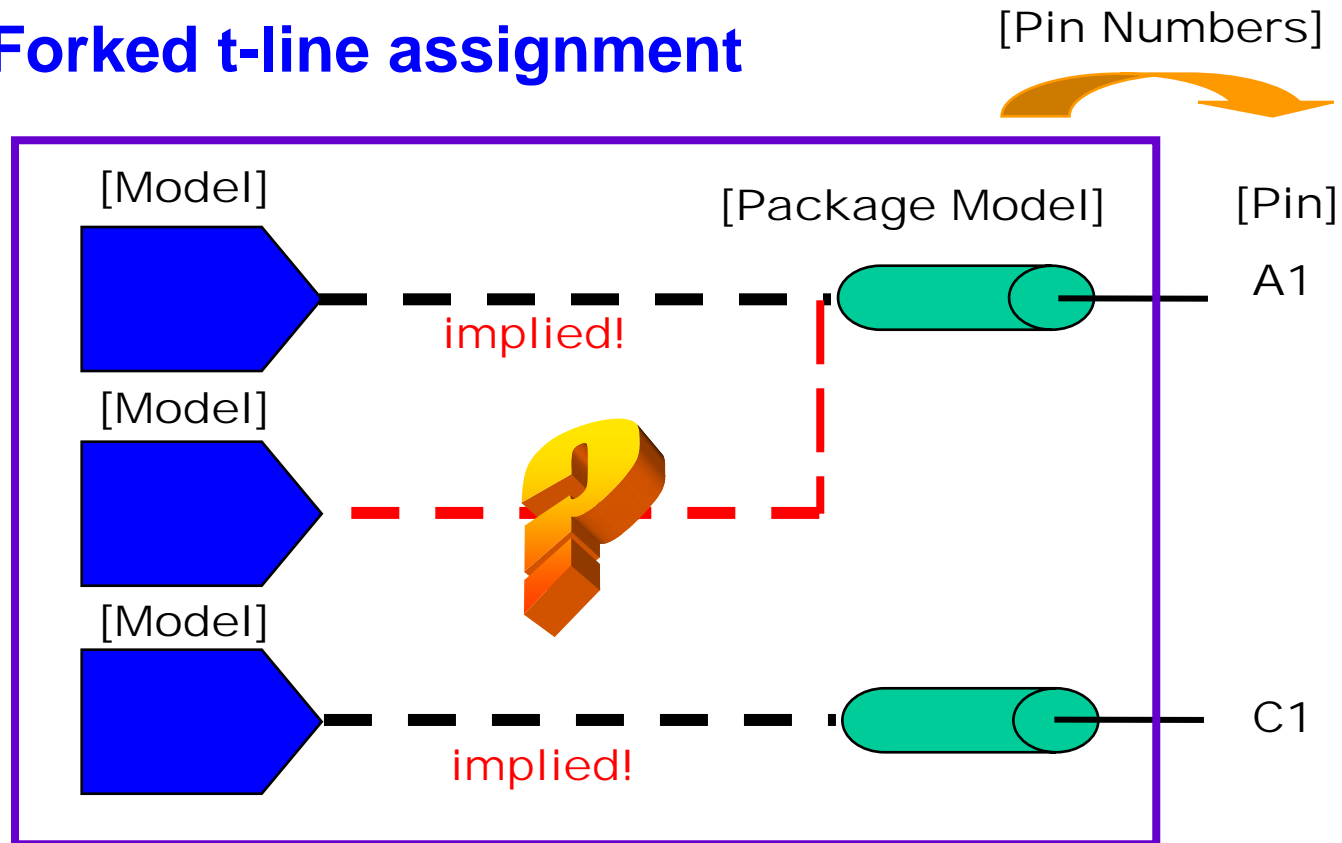 Forked t-line assignment
[Pin Numbers]
[Model]
[Package Model]
[Pin]
A1
implied!
[Model]
[Model]
C1
implied!